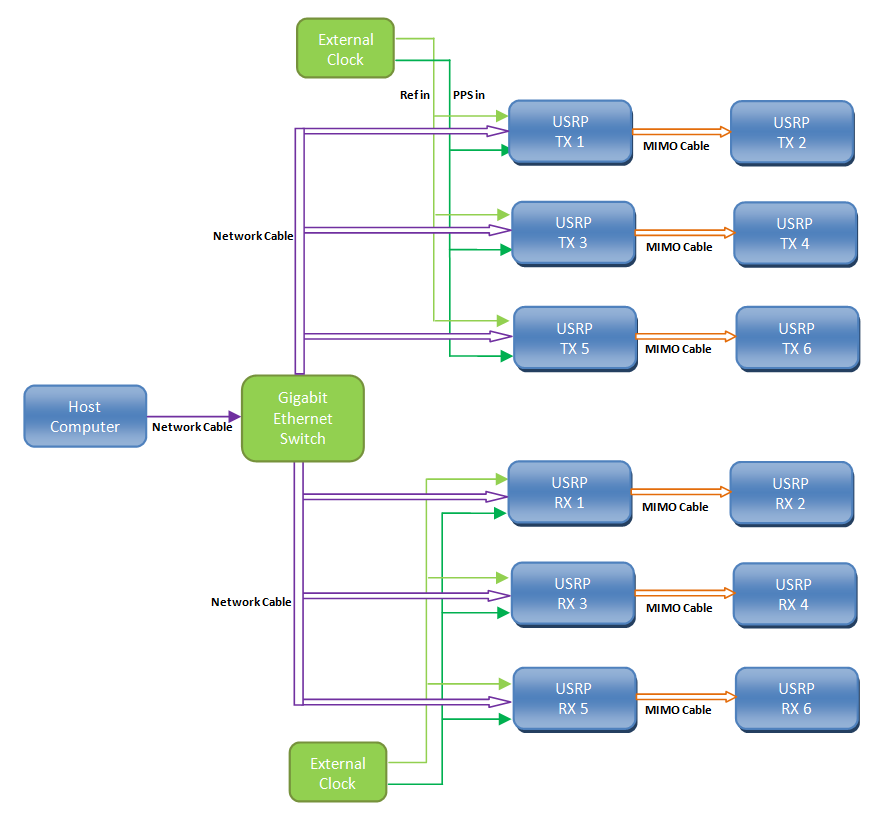 External
Clock
Ref in
PPS in
USRP
TX 1
MIMO Cable
USRP
TX 2
Network Cable
USRP
TX 3
MIMO Cable
USRP
TX 4
USRP
TX 5
MIMO Cable
USRP
TX 6
Host
Computer
Network Cable
Gigabit
Ethernet
Switch
USRP
RX 1
MIMO Cable
USRP
RX 2
Network Cable
USRP
RX 3
MIMO Cable
USRP
RX 4
USRP
RX 5
MIMO Cable
USRP
RX 6
External
Clock